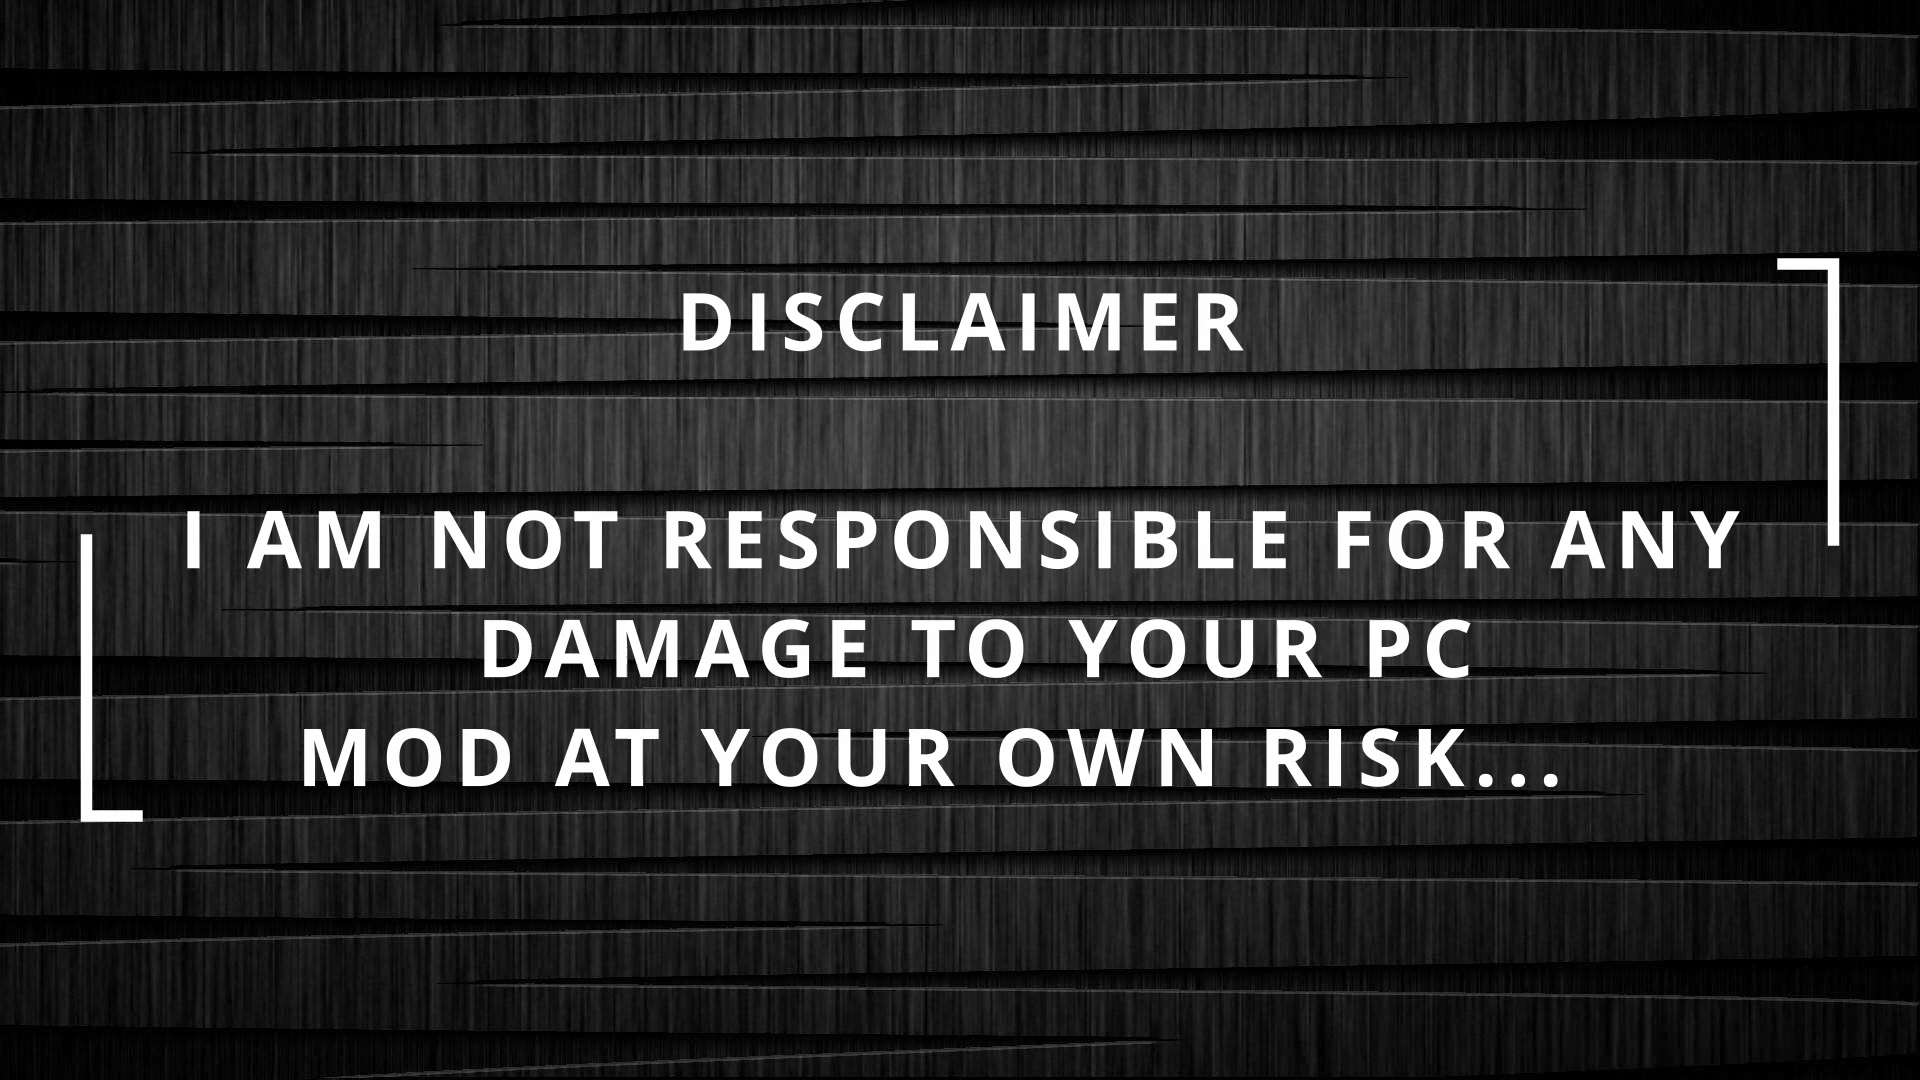 DISCLAIMER
I AM NOT RESPONSIBLE FOR ANY
DAMAGE TO YOUR PC
MOD AT YOUR OWN RISK...